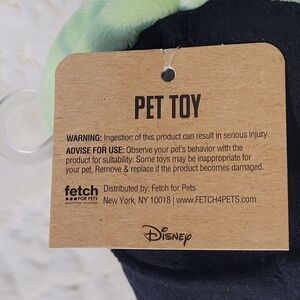 PET TOY
WARNING: Ingestion of this product can result in serious injury.
ADVISE FOR USE: Observe your pet's behavior with the
product for suitability. Some toys may be inappropriate for
your pet. Remove & replace if the product becomes damaged.
fetch
FOR PETS
Distributed by: Fetch for Pets
New York, NY 10018 | www.FETCH4PETS.com
Disney